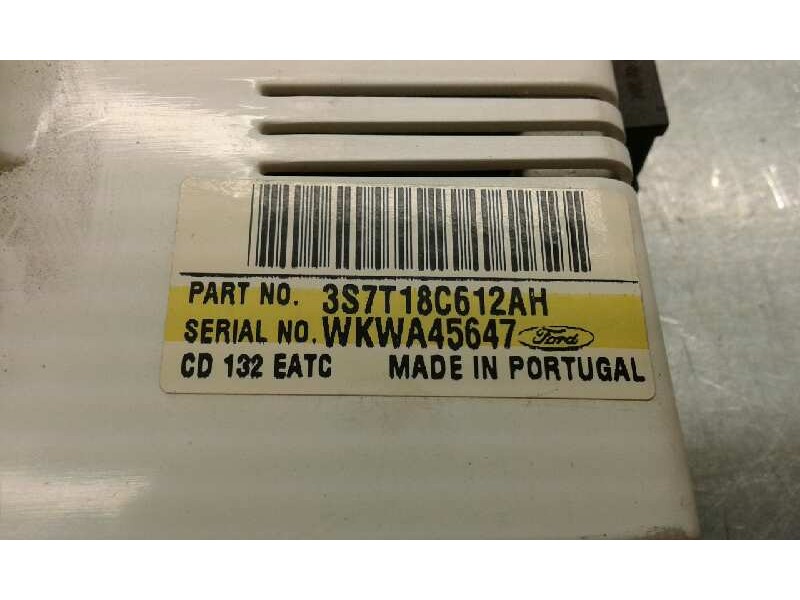 PART NO. 3S7T18C612AH
SERIAL NO. WKWA45647 Ford
CD 132 EATC MADE IN PORTUGAL